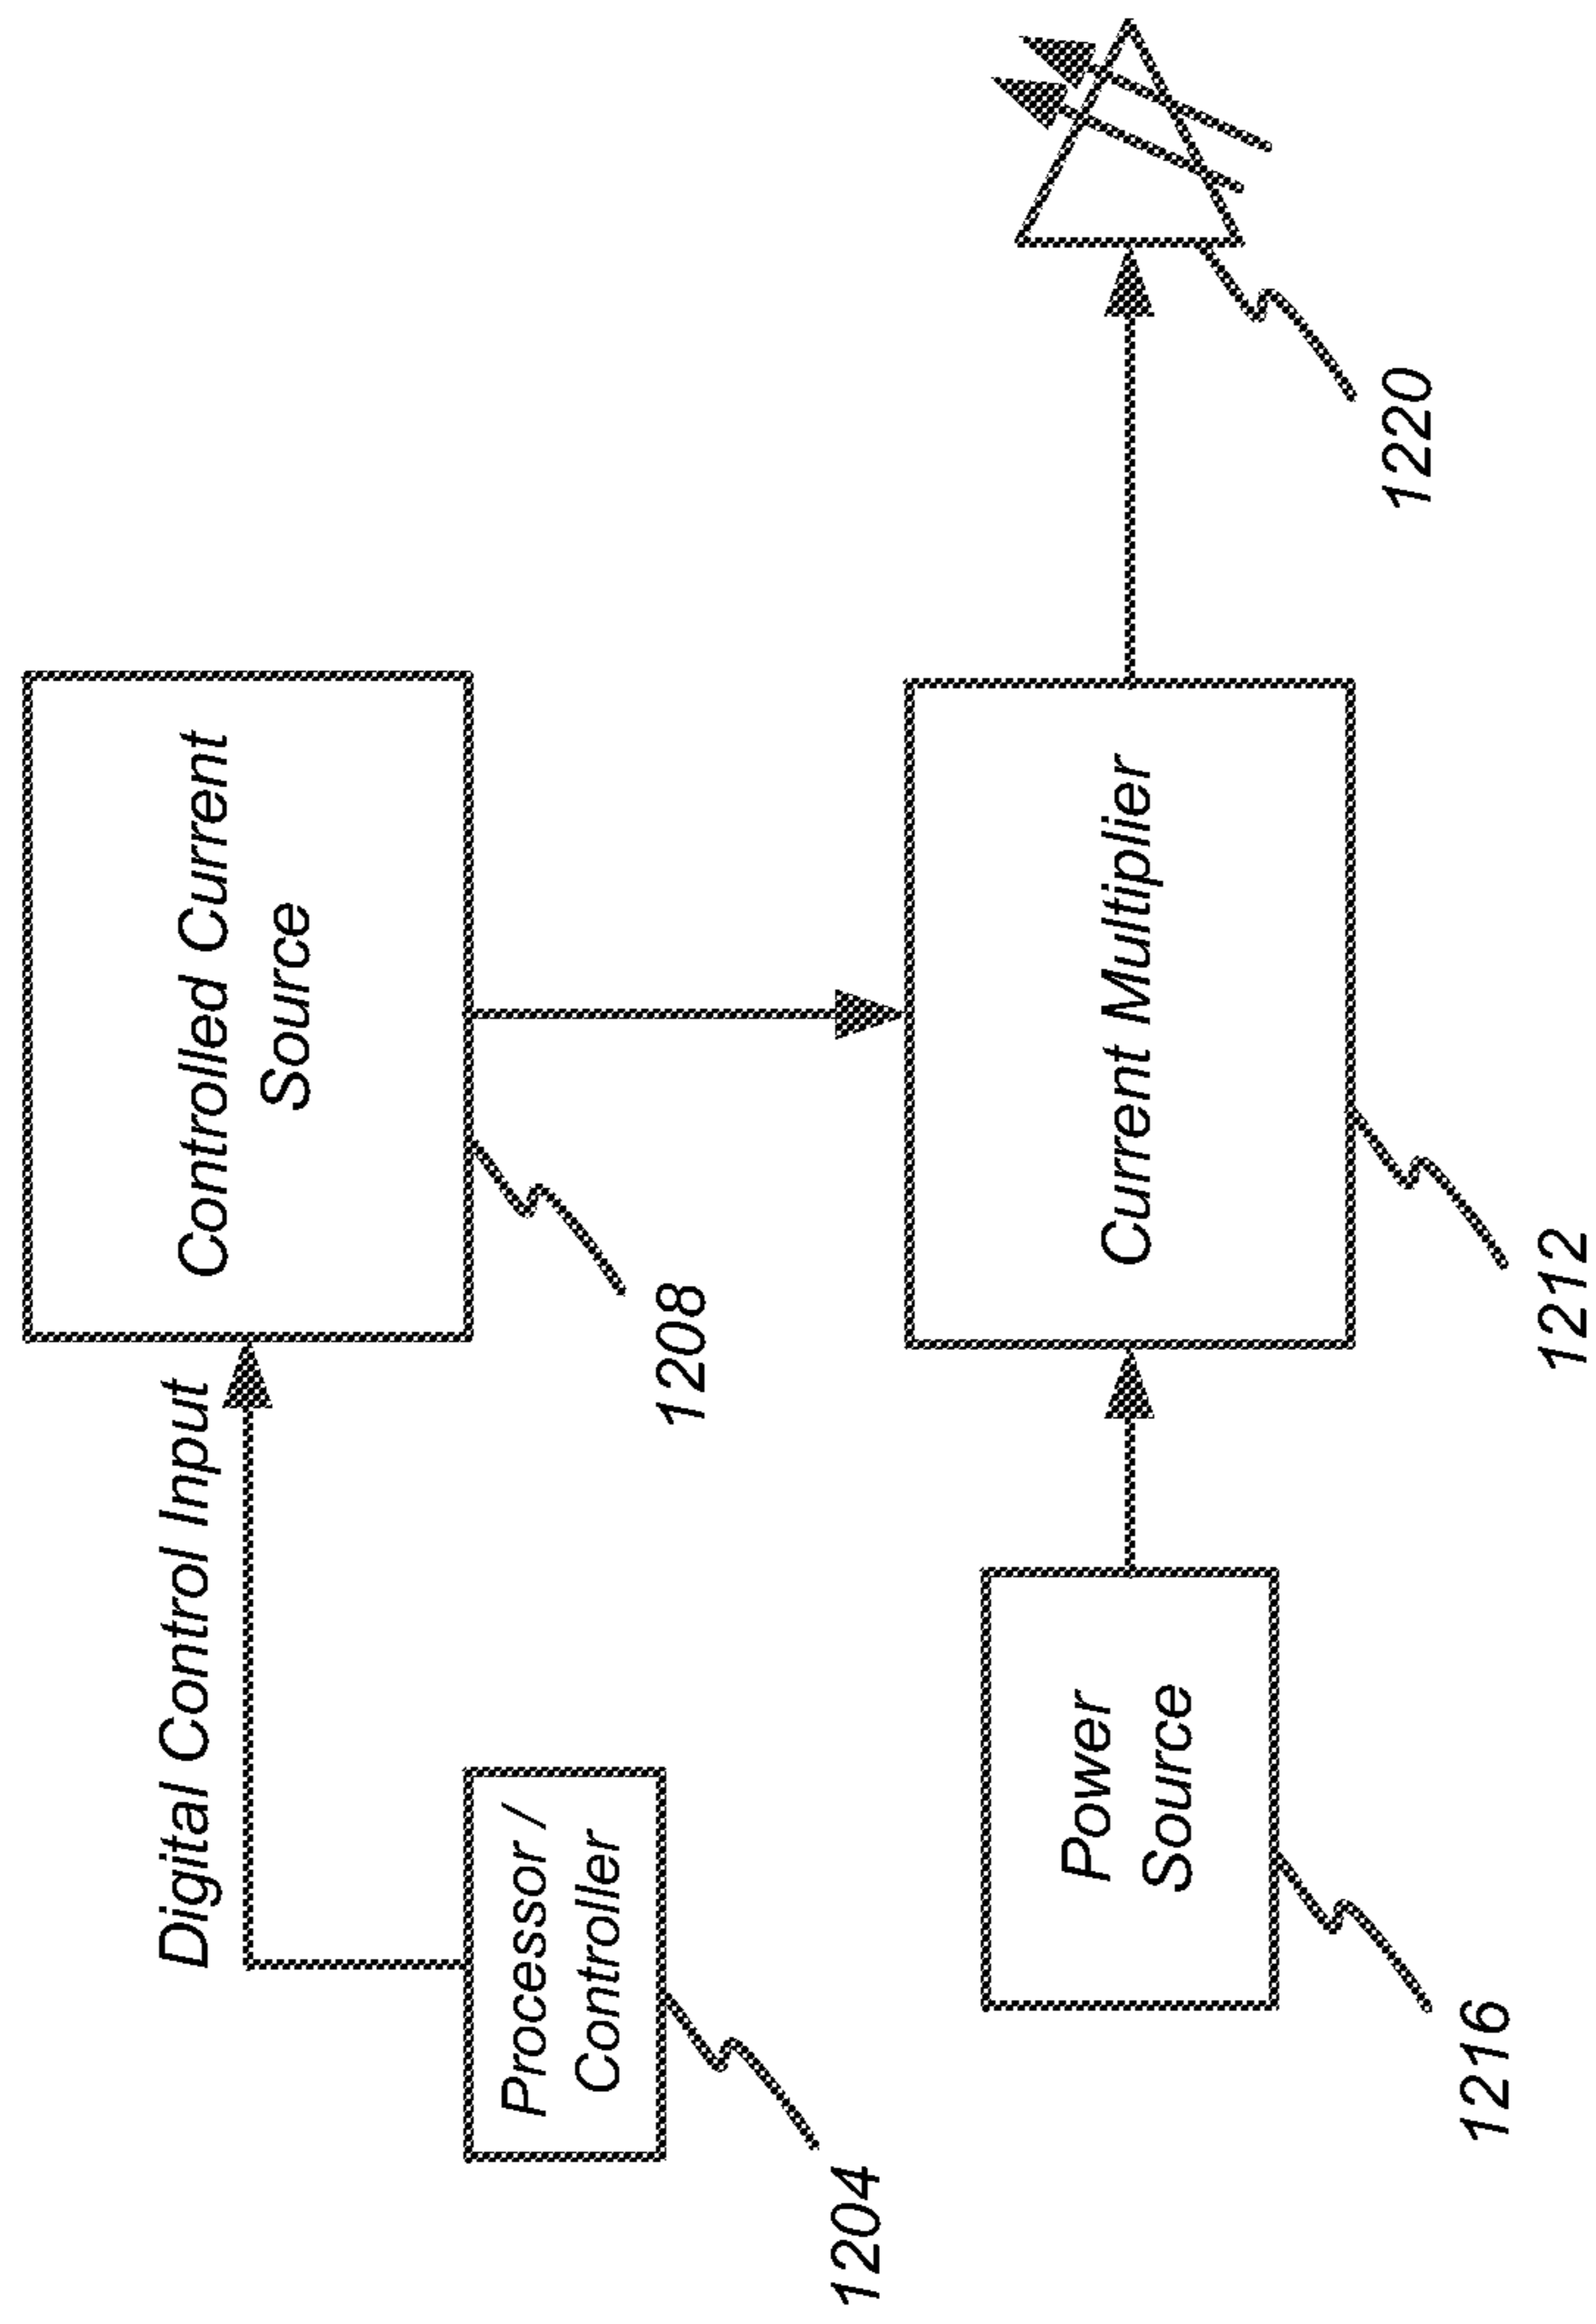 Digital Control Input
Controlled Current
Source
1208
Processor /
Controller
1204
Power
Source
1216
Current Multiplier
1212
1220